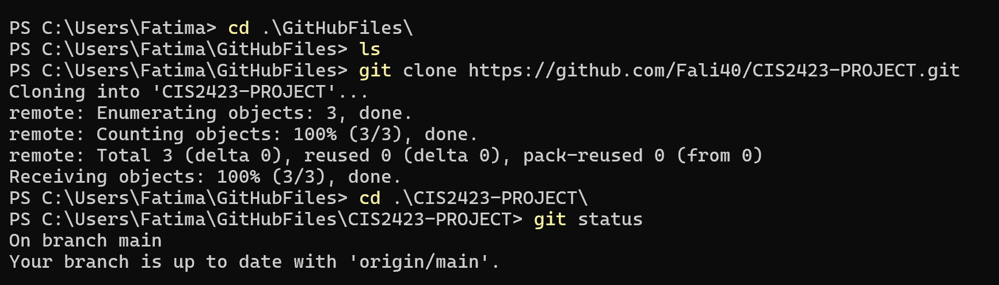 PS C:\Users\Fatima> cd .\GitHubFiles\
PS C:\Users\Fatima\GitHubFiles> ls
PS C:\Users\Fatima\GitHubFiles> git clone https://github.com/Fali40/CIS2423-PROJECT.git
Cloning into 'CIS2423-PROJECT'...
remote: Enumerating objects: 3, done.
remote: Counting objects: 100% (3/3), done.
remote: Total 3 (delta 0), reused 0 (delta 0), pack-reused 0 (from 0)
Receiving objects: 100% (3/3), done.
PS C:\Users\Fatima\GitHubFiles> cd .\CIS2423-PROJECT\
PS C:\Users\Fatima\GitHubFiles\CIS2423-PROJECT> git status
On branch main
Your branch is up to date with 'origin/main'.